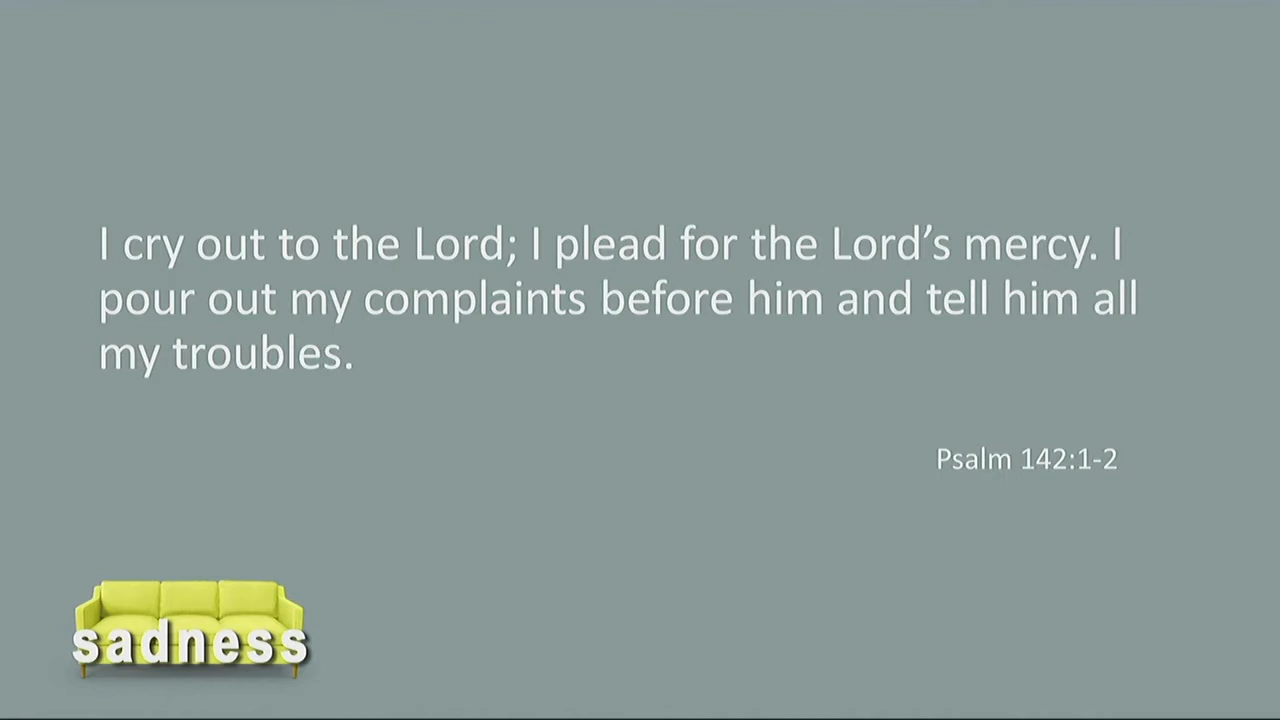 I cry out to the Lord; I plead for the Lord’s mercy. I
pour out my complaints before him and tell him all
my troubles.
Psalm 142:1-2
sadness